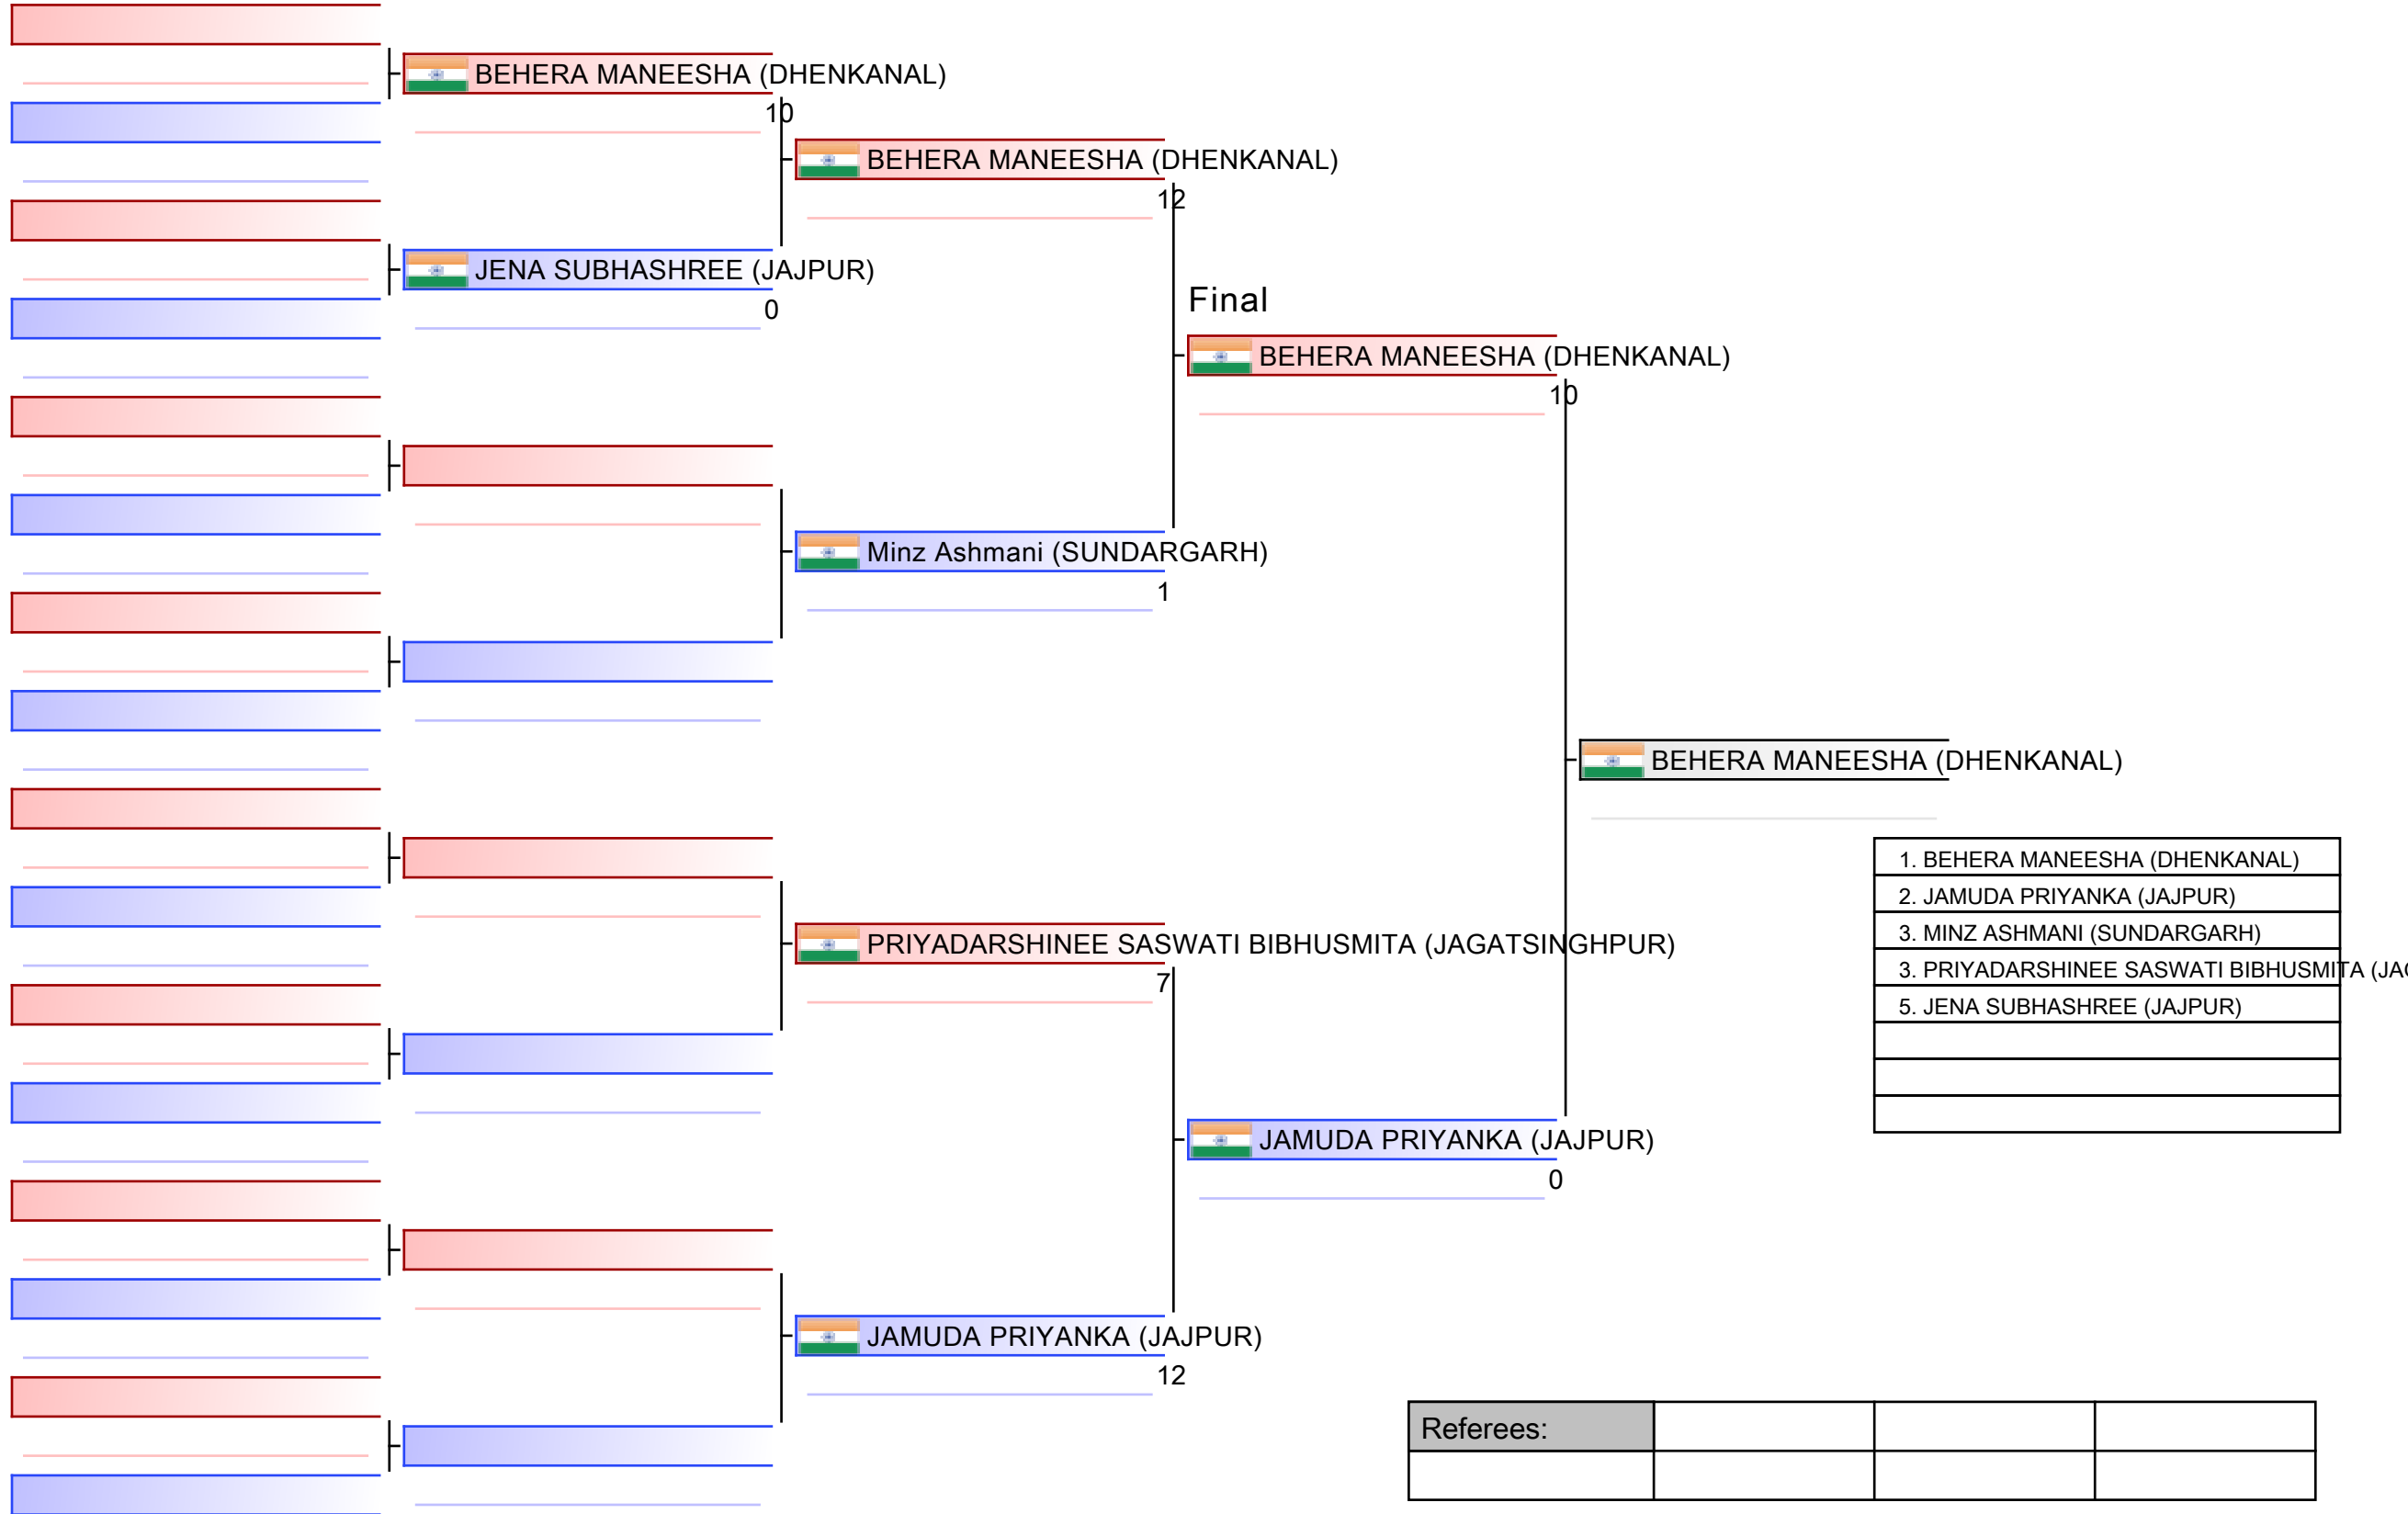 BEHERA MANEESHA (DHENKANAL)
10
BEHERA MANEESHA (DHENKANAL)
12
JENA SUBHASHREE (JAJPUR)
0
Final
BEHERA MANEESHA (DHENKANAL)
10
Minz Ashmani (SUNDARGARH)
1
BEHERA MANEESHA (DHENKANAL)
1. BEHERA MANEESHA (DHENKANAL)
2. JAMUDA PRIYANKA (JAJPUR)
3. MINZ ASHMANI (SUNDARGARH)
3. PRIYADARSHINEE SASWATI BIBHUSMITA (JAG
5. JENA SUBHASHREE (JAJPUR)
PRIYADARSHINEE SASWATI BIBHUSMITA (JAGATSINGHPUR)
7
JAMUDA PRIYANKA (JAJPUR)
0
JAMUDA PRIYANKA (JAJPUR)
12
Referees: